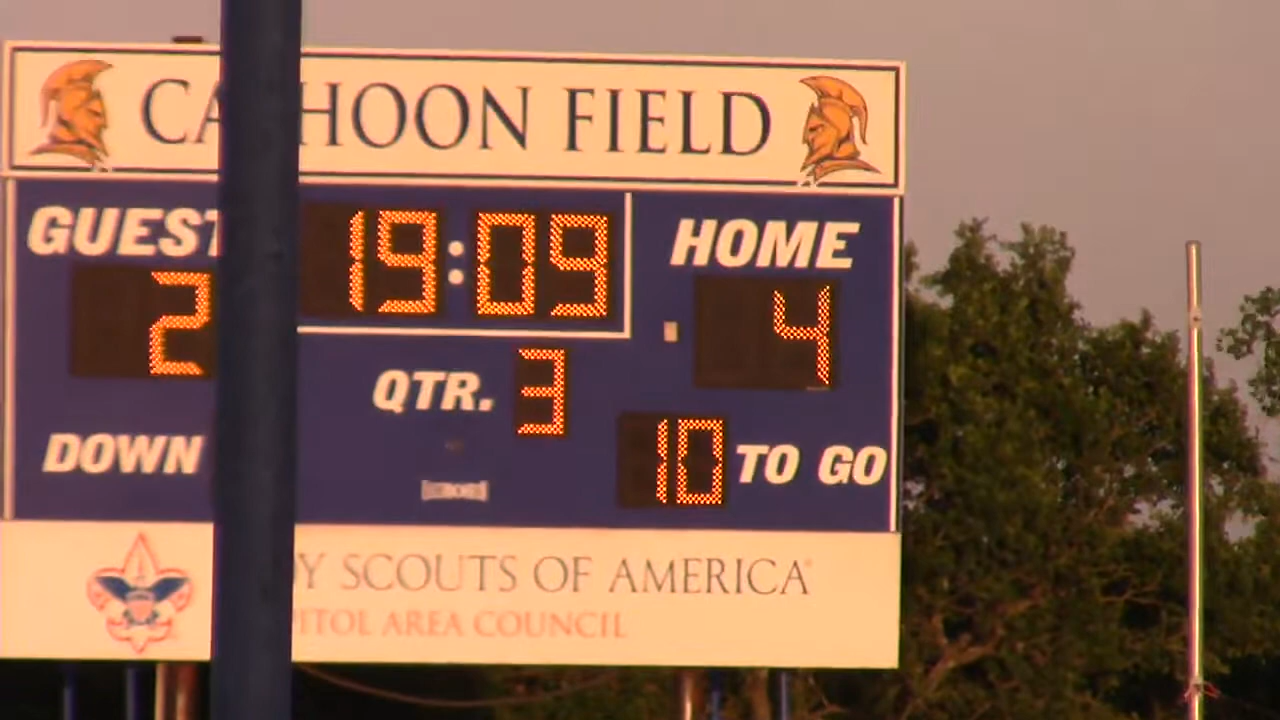 CA HOON FIELD
GUEST 19:09 HOME
2 4
QTR. 3
DOWN 10 TO GO
Y SCOUTS OF AMERICA
ITOL AREA COUNCIL